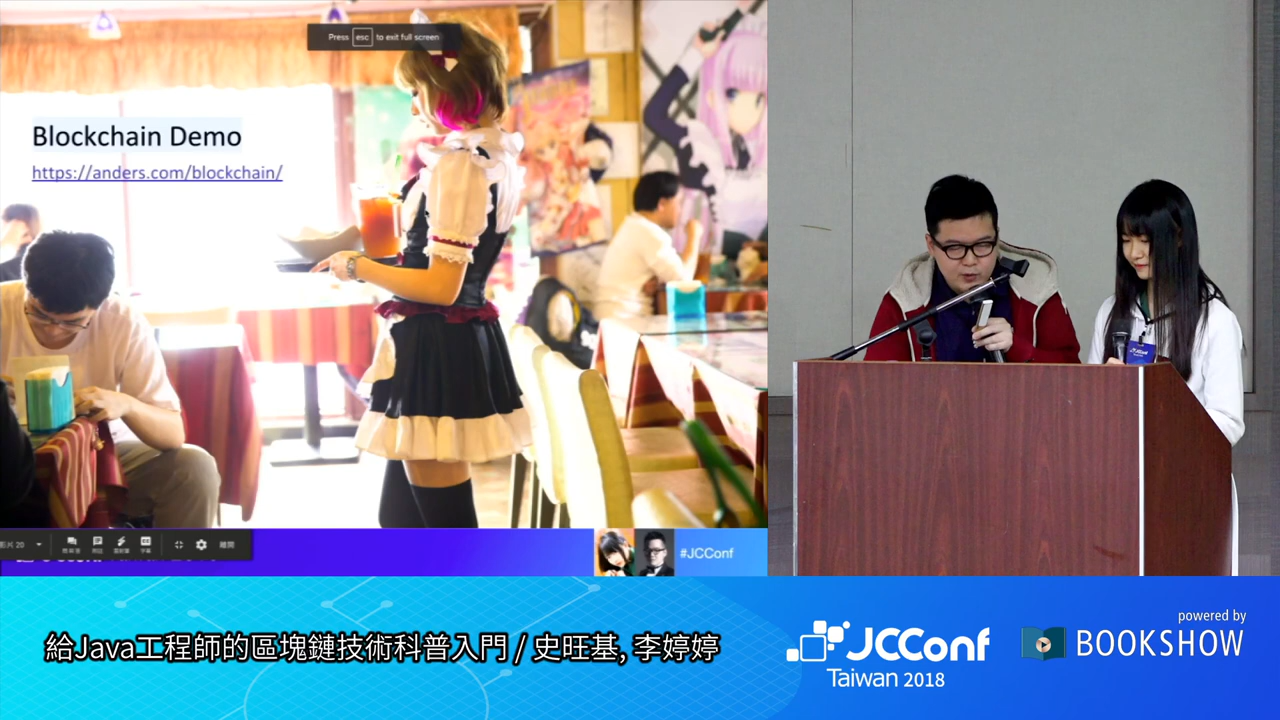 Press esc to exit full screen
Blockchain Demo
https://anders.com/blockchain/
#JCConf
給Java工程師的區塊鏈技術科普入門 / 史旺基, 李婷婷
JCConf
Taiwan 2018
powered by
BOOKSHOW